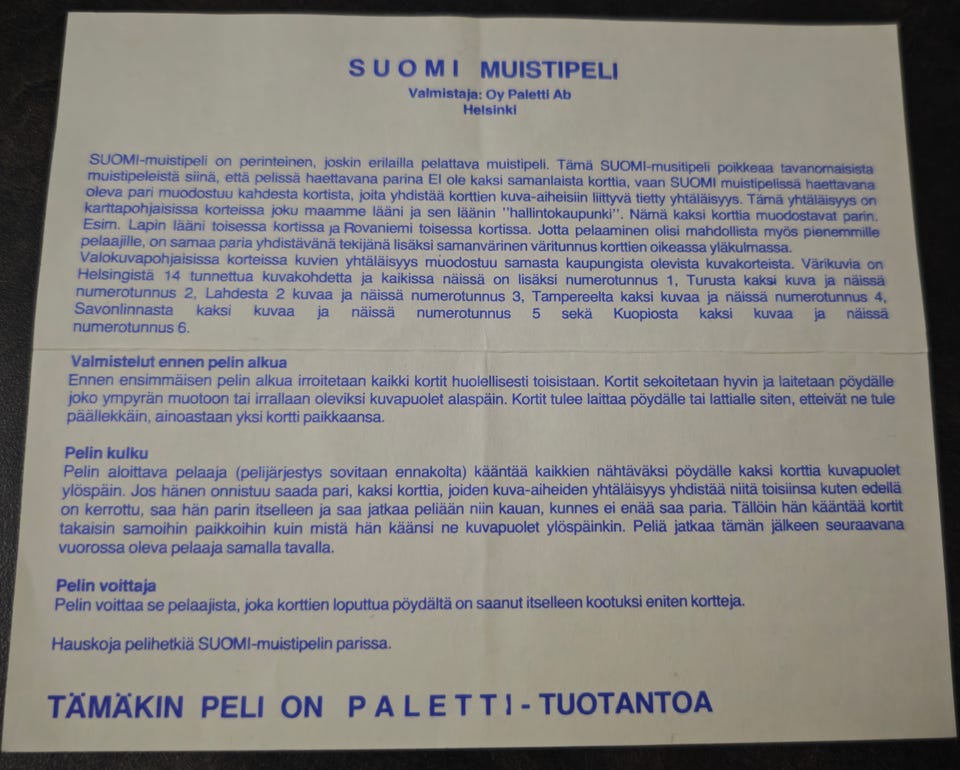 SUOMI MUISTIPELI
Valmistaja: Oy Paletti Ab
Helsinki
SUOMI-muistipeli on perinteinen, joskin erilailla pelattava muistipeli. Tämä SUOMI-musitipeli poikkeaa tavanomaisista
muistipeleistä siinä, että pelissä haettavana parina EI ole kaksi samanlaista korttia, vaan SUOMI muistipelissä haettavana
oleva pari muodostuu kahdesta kortista, joita yhdistää korttien kuva-aiheisiin liittyvä tietty yhtäläisyys. Tämä yhtäläisyys on
karttapohjaisissa korteissa joku maamme lääni ja sen läänin ''hallintokaupunki''. Nämä kaksi korttia muodostavat parin.
Esim. Lapin lääni toisessa kortissa ja Rovaniemi toisessa kortissa. Jotta pelaaminen olisi mahdollista myös pienemmille
pelaajille, on samaa paria yhdistävänä tekijänä lisäksi samanvärinen väritunnus korttien oikeassa yläkulmassa.
Valokuvapohjaisissa korteissa kuvien yhtäläisyys muodostuu samasta kaupungista olevista kuvakorteista. Värikuvia on
Helsingistä 14 tunnettua kuvakohdetta ja kaikissa näissä on lisäksi numerotunnus 1, Turusta kaksi kuvaa ja näissä
numerotunnus 2, Lahdesta 2 kuvaa ja näissä numerotunnus 3, Tampereelta kaksi kuvaa ja näissä numerotunnus 4,
Savonlinnasta kaksi kuvaa ja näissä numerotunnus 5 sekä Kuopiosta kaksi kuvaa ja näissä
numerotunnus 6.
Valmistelut ennen pelin alkua
Ennen ensimmäisen pelin alkua irroitetaan kaikki kortit huolellisesti toisistaan. Kortit sekoitetaan hyvin ja laitetaan pöydälle
joko ympyrän muotoon tai irrallaan oleviksi kuvapuolet alaspäin. Kortit tulee laittaa pöydälle tai lattialle siten, etteivät ne tule
päällekkäin, ainoastaan yksi kortti paikkaansa.
Pelin kulku
Pelin aloittava pelaaja (pelijärjestys sovitaan ennakolta) kääntää kaikkien nähtäväksi pöydälle kaksi korttia kuvapuolet
ylöspäin. Jos hänen onnistuu saada pari, kaksi korttia, joiden kuva-aiheiden yhtäläisyys yhdistää niitä toisiinsa kuten edellä
on kerrottu, saa hän parin itselleen ja saa jatkaa peliään niin kauan, kunnes ei enää saa paria. Tällöin hän kääntää kortit
takaisin samoihin paikkoihin kuin mistä hän käänsi ne kuvapuolet ylöspäinkin. Peliä jatkaa tämän jälkeen seuraavana
vuorossa oleva pelaaja samalla tavalla.
Pelin voittaja
Pelin voittaa se pelaajista, joka korttien loputtua pöydältä on saanut itselleen kootuksi eniten kortteja.
Hauskoja pelihetkiä SUOMI-muistipelin parissa.
TÄMÄKIN PELI ON PALETTI-TUOTANTOA